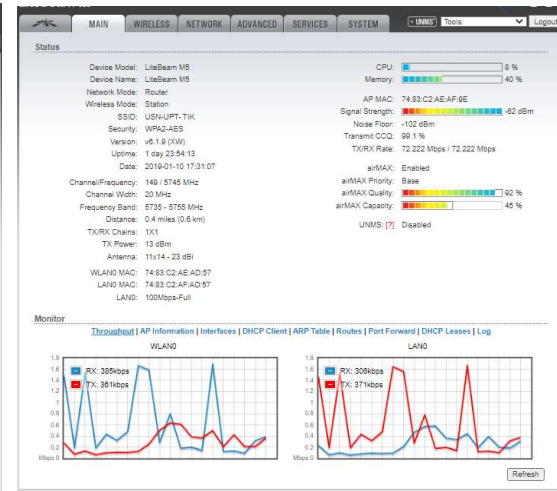 MAIN WIRELESS NETWORK ADVANCED SERVICES SYSTEM UNMS Tools: Logout
Status
Device Model: LiteBeam M5
Device Name: LiteBeam M5
Network Mode: Router
Wireless Mode: Station
SSID: USN-UPT- TIK
Security: WPA2-AES
Version: v6.1.9 (XW)
Uptime: 1 day 23:54:13
Date: 2019-01-10 17:31:07
Channel/Frequency: 149 / 5745 MHz
Channel Width: 20 MHz
Frequency Band: 5735 - 5755 MHz
Distance: 0.4 miles (0.6 km)
TX/RX Chains: 1X1
TX Power: 13 dBm
Antenna: 11x14 - 23 dBi
WLAN0 MAC: 74:83:C2:AE:AD:57
LAN0 MAC: 74:83:C2:AF:AD:57
LAN0: 100Mbps-Full
CPU: 8 %
Memory: 40 %
AP MAC: 74:83:C2:AE:AF:9E
Signal Strength: -62 dBm
Noise Floor: -102 dBm
Transmit CCQ: 99.1 %
TX/RX Rate: 72.222 Mbps / 72.222 Mbps
airMAX: Enabled
airMAX Priority: Base
airMAX Quality: 92 %
airMAX Capacity: 45 %
UNMS: [?] Disabled
Monitor
Throughput | AP Information | Interfaces | DHCP Client | ARP Table | Routes | Port Forward | DHCP Leases | Log
WLAN0
1.8
1.6
1.4
1.2
1
0.8
0.6
0.4
0.2
Mbps 0
RX: 385kbps
TX: 361kbps
LAN0
1.8
1.6
1.4
1.2
1
0.8
0.6
0.4
0.2
Mbps 0
RX: 306kbps
TX: 371kbps
Refresh